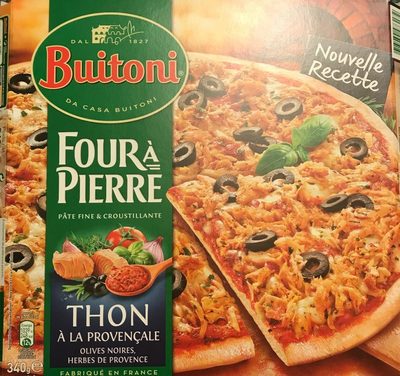 DAL 1827
Buitoni
DA CASA BUITONI
Nouvelle
Recette
FOUR À
PIERRE
PÂTE FINE & CROUSTILLANTE
THON
À LA PROVENÇALE
OLIVES NOIRES,
HERBES DE PROVENCE
340g e
FABRIQUÉ EN FRANCE